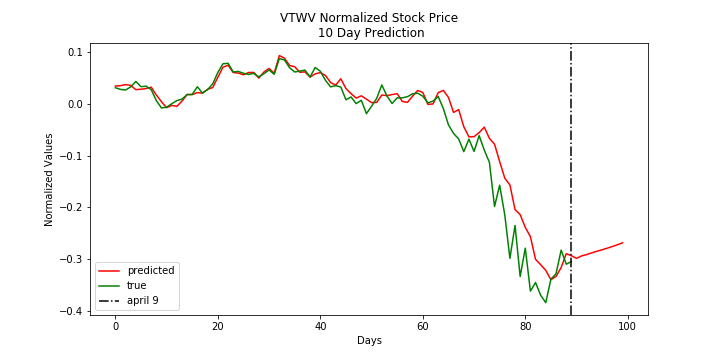 VTWV Normalized Stock Price
10 Day Prediction
0.1
0.0
−0.1
−0.2
−0.3
−0.4
Normalized Values
predicted
true
april 9
0
20
40
60
80
100
Days